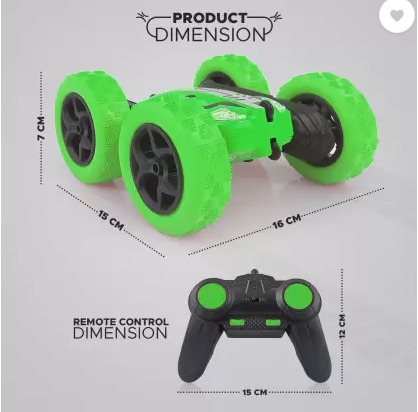 PRODUCT
DIMENSION
7 CM
15 CM
16 CM
REMOTE CONTROL
DIMENSION
12 CM
15 CM